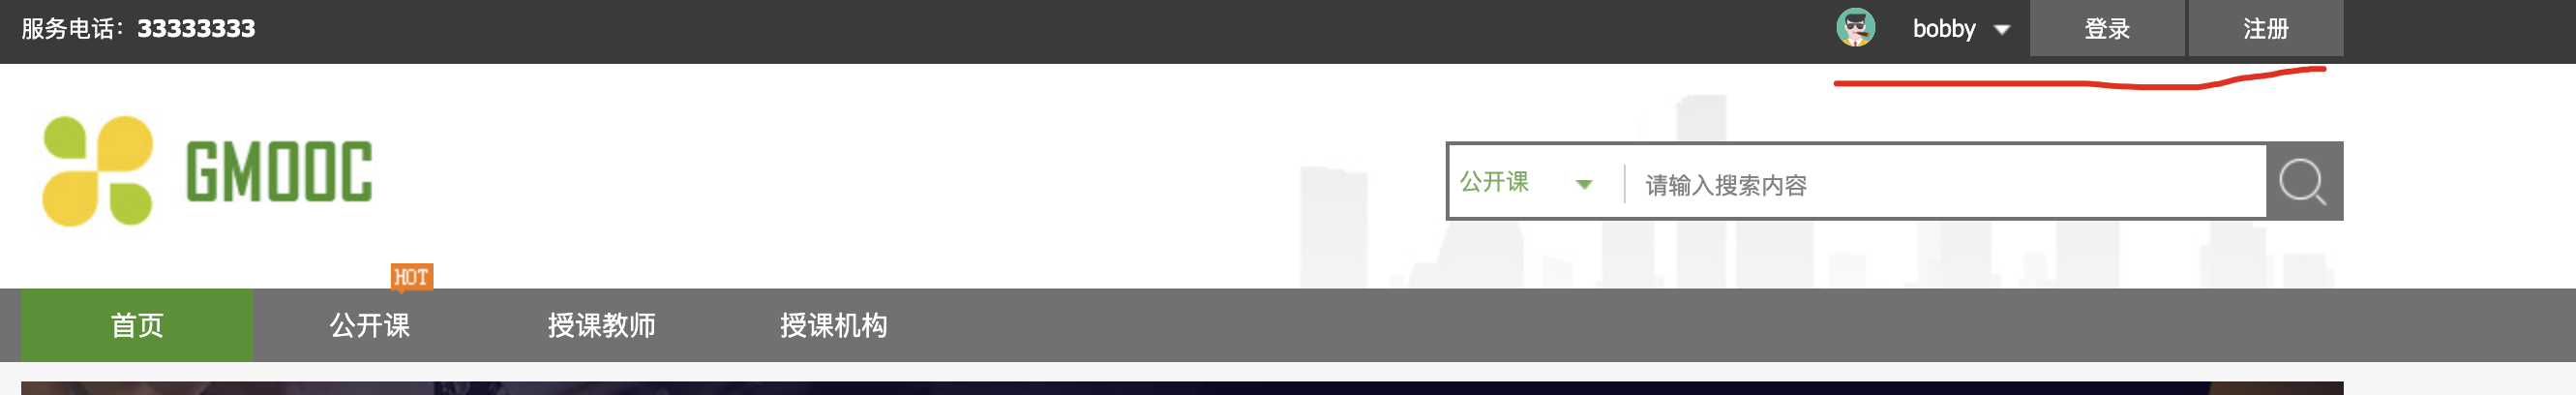 服务电话：33333333 bobby 登录 注册
GMOOC 公开课 请输入搜索内容
HOT
首页 公开课 授课教师 授课机构